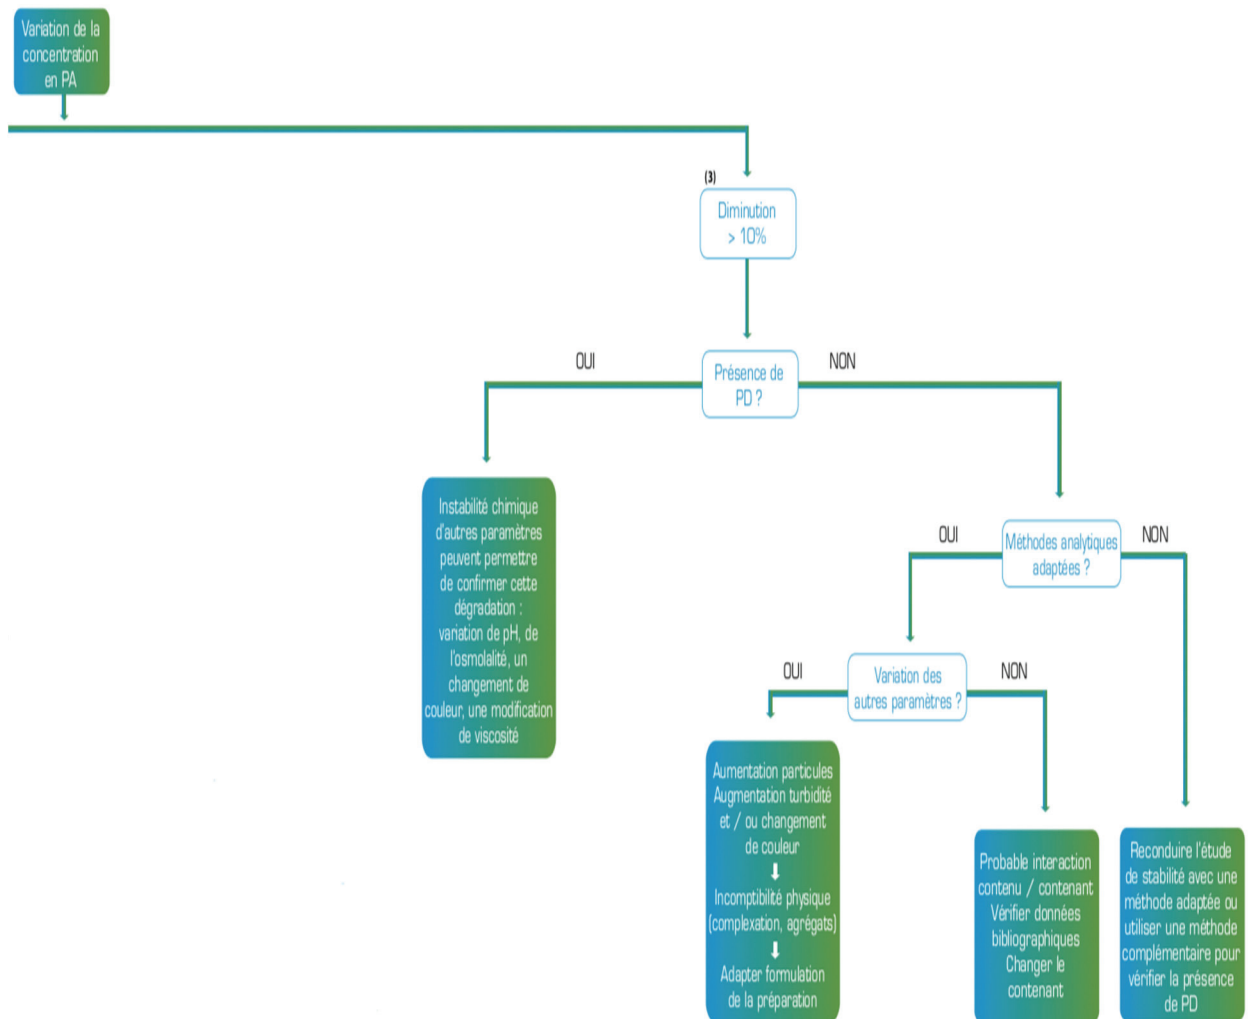 Variation de la
concentration
en PA
(3)
Diminution
> 10%
Présence de
PD ?
OUI
NON
Instabilité chimique
d'autres paramètres
peuvent permettre
de confirmer cette
dégradation :
variation de pH, de
l'osmolalité, un
changement de
couleur, une modification
de viscosité
OUI
Méthodes analytiques
adaptées ?
NON
OUI
Variation des
autres paramètres ?
NON
Aumentation particules
Augmentation turbidité
et / ou changement
de couleur
Incomptibilité physique
(complexation, agrégats)
Adapter formulation
de la préparation
Probable interaction
contenu / contenant
Vérifier données
bibliographiques
Changer le
contenant
Reconduire l'étude
de stabilité avec une
méthode adaptée ou
utiliser une méthode
complémentaire pour
vérifier la présence
de PD